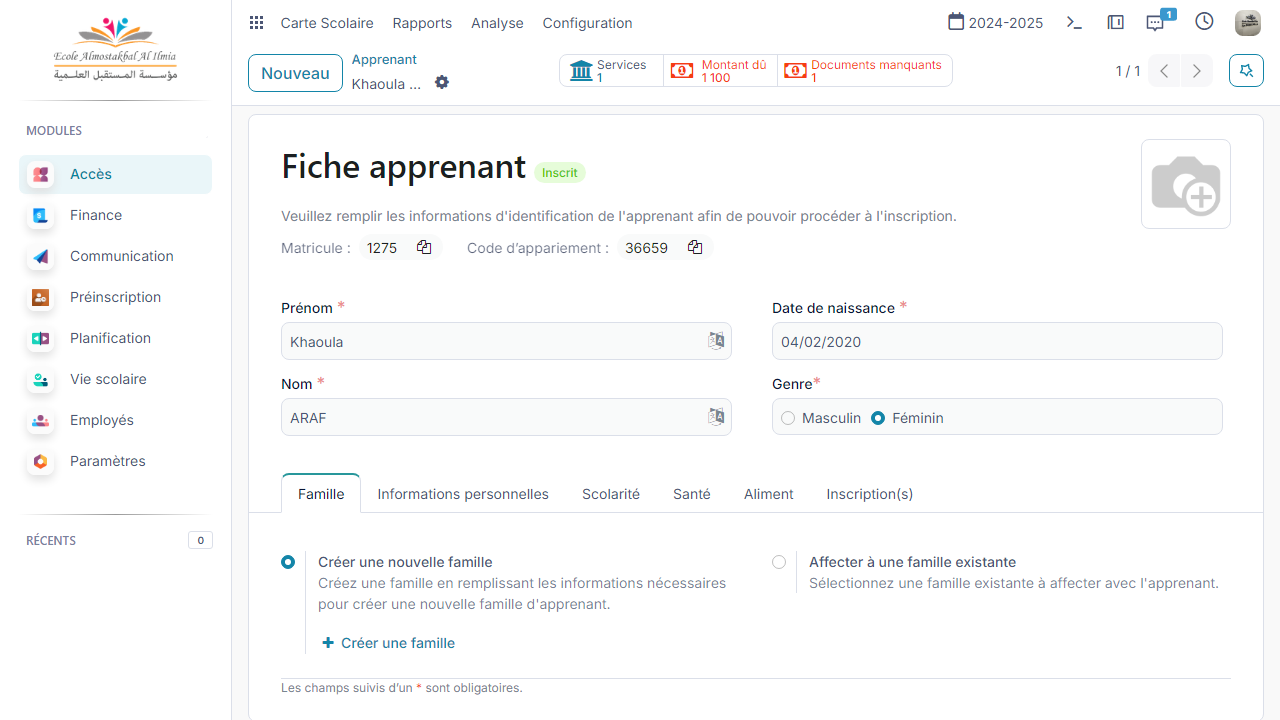 Ecole Almostakbal Al Ilmia
مؤسسة المستقبل العلمية
MODULES
Accès
Finance
Communication
Préinscription
Planification
Vie scolaire
Employés
Paramètres
RÉCENTS
0
Carte Scolaire
Rapports
Analyse
Configuration
2024-2025
1
Nouveau
Apprenant
Khaoula ...
Services
1
Montant dû
1 100
Documents manquants
1
1 / 1
Fiche apprenant
Inscrit
Veuillez remplir les informations d'identification de l'apprenant afin de pouvoir procéder à l'inscription.
Matricule : 1275
Code d'appariement : 36659
Prénom *
Khaoula
Date de naissance *
04/02/2020
Nom *
ARAF
Genre*
Masculin
Féminin
Famille
Informations personnelles
Scolarité
Santé
Aliment
Inscription(s)
Créer une nouvelle famille
Créez une famille en remplissant les informations nécessaires
pour créer une nouvelle famille d'apprenant.
Créer une famille
Affecter à une famille existante
Sélectionnez une famille existante à affecter avec l'apprenant.
Les champs suivis d'un * sont obligatoires.